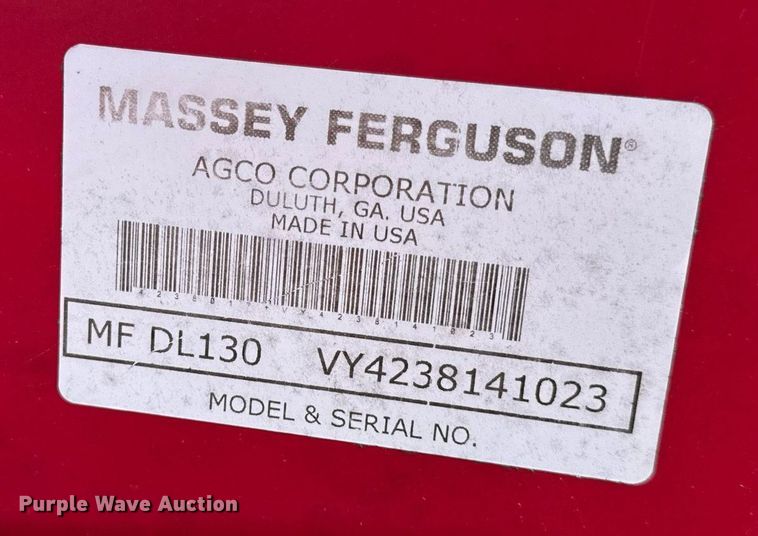 MASSEY FERGUSON®
AGCO CORPORATION
DULUTH, GA. USA
MADE IN USA
MF DL130 VY4238141023
MODEL & SERIAL NO.
Purple Wave Auction